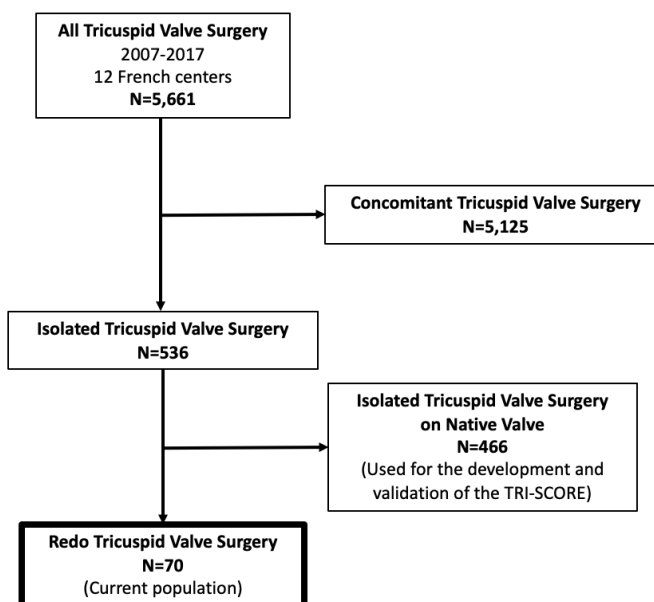 All Tricuspid Valve Surgery
2007-2017
12 French centers
N=5,661
Concomitant Tricuspid Valve Surgery
N=5,125
Isolated Tricuspid Valve Surgery
N=536
Isolated Tricuspid Valve Surgery
on Native Valve
N=466
(Used for the development and
validation of the TRI-SCORE)
Redo Tricuspid Valve Surgery
N=70
(Current population)